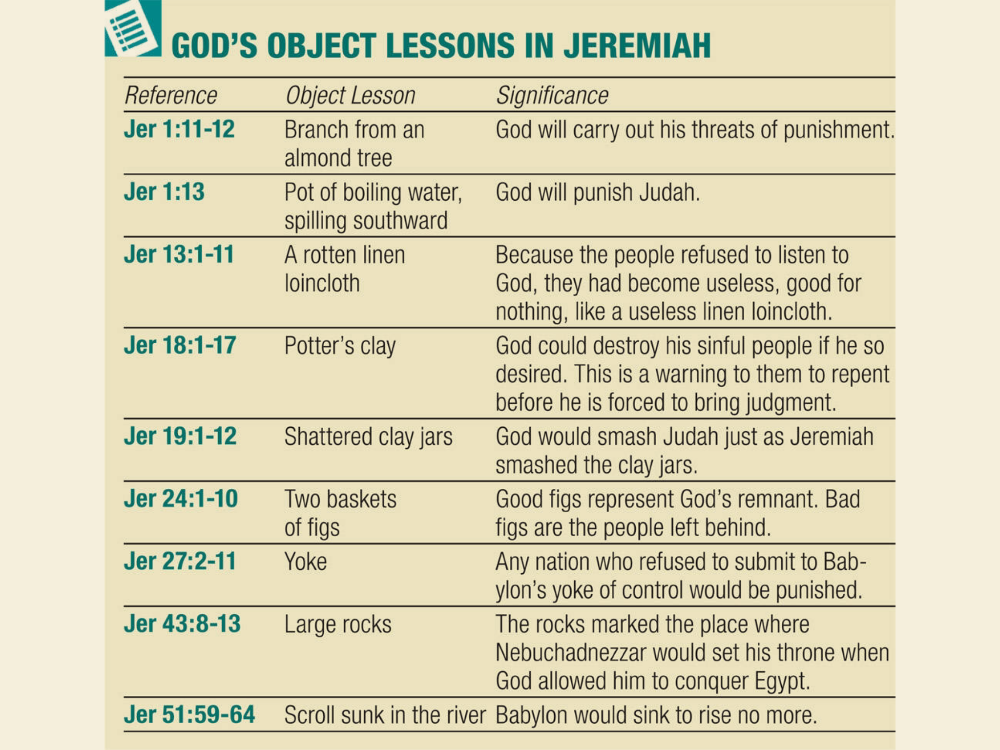 GOD'S OBJECT LESSONS IN JEREMIAH
Reference Object Lesson Significance
Jer 1:11-12 Branch from an God will carry out his threats of punishment.
almond tree
Jer 1:13 Pot of boiling water, God will punish Judah.
spilling southward
Jer 13:1-11 A rotten linen Because the people refused to listen to
loincloth God, they had become useless, good for
nothing, like a useless linen loincloth.
Jer 18:1-17 Potter's clay God could destroy his sinful people if he so
desired. This is a warning to them to repent
before he is forced to bring judgment.
Jer 19:1-12 Shattered clay jars God would smash Judah just as Jeremiah
smashed the clay jars.
Jer 24:1-10 Two baskets Good figs represent God's remnant. Bad
of figs figs are the people left behind.
Jer 27:2-11 Yoke Any nation who refused to submit to Bab-
ylon's yoke of control would be punished.
Jer 43:8-13 Large rocks The rocks marked the place where
Nebuchadnezzar would set his throne when
God allowed him to conquer Egypt.
Jer 51:59-64 Scroll sunk in the river Babylon would sink to rise no more.